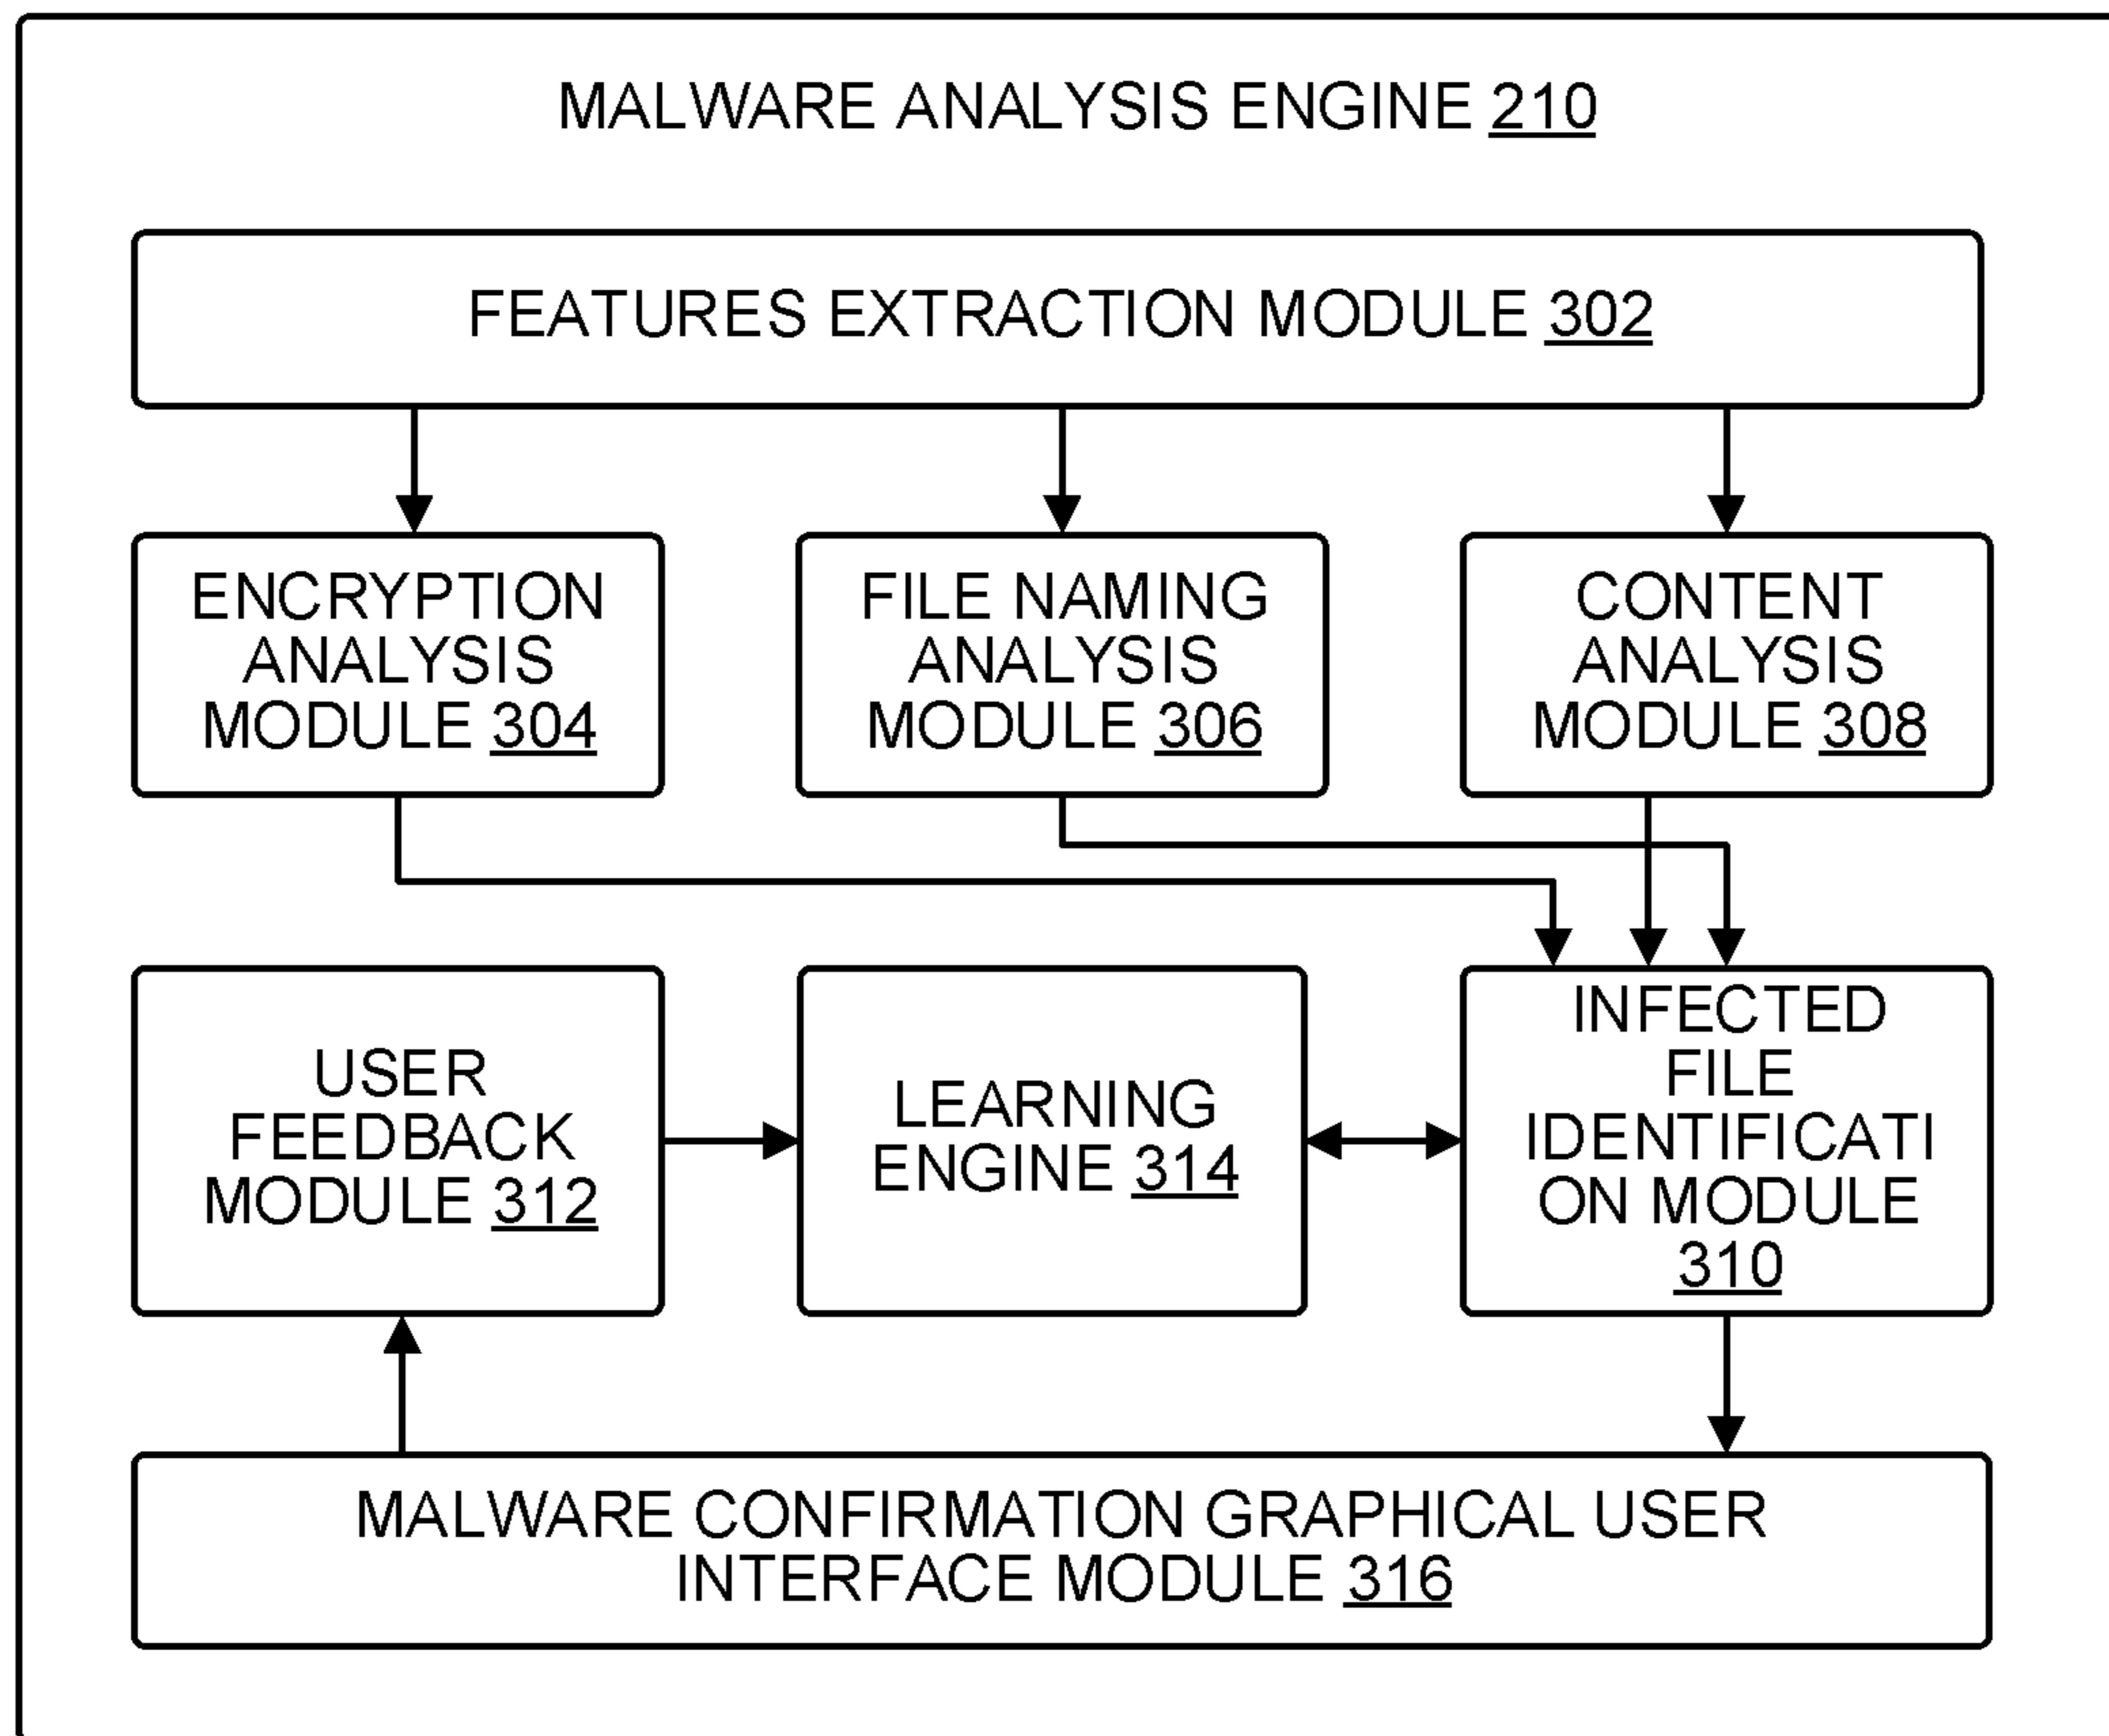 MALWARE ANALYSIS ENGINE 210
FEATURES EXTRACTION MODULE 302
ENCRYPTION
ANALYSIS
MODULE 304
FILE NAMING
ANALYSIS
MODULE 306
CONTENT
ANALYSIS
MODULE 308
USER
FEEDBACK
MODULE 312
LEARNING
ENGINE 314
INFECTED
FILE
IDENTIFICATI
ON MODULE
310
MALWARE CONFIRMATION GRAPHICAL USER
INTERFACE MODULE 316